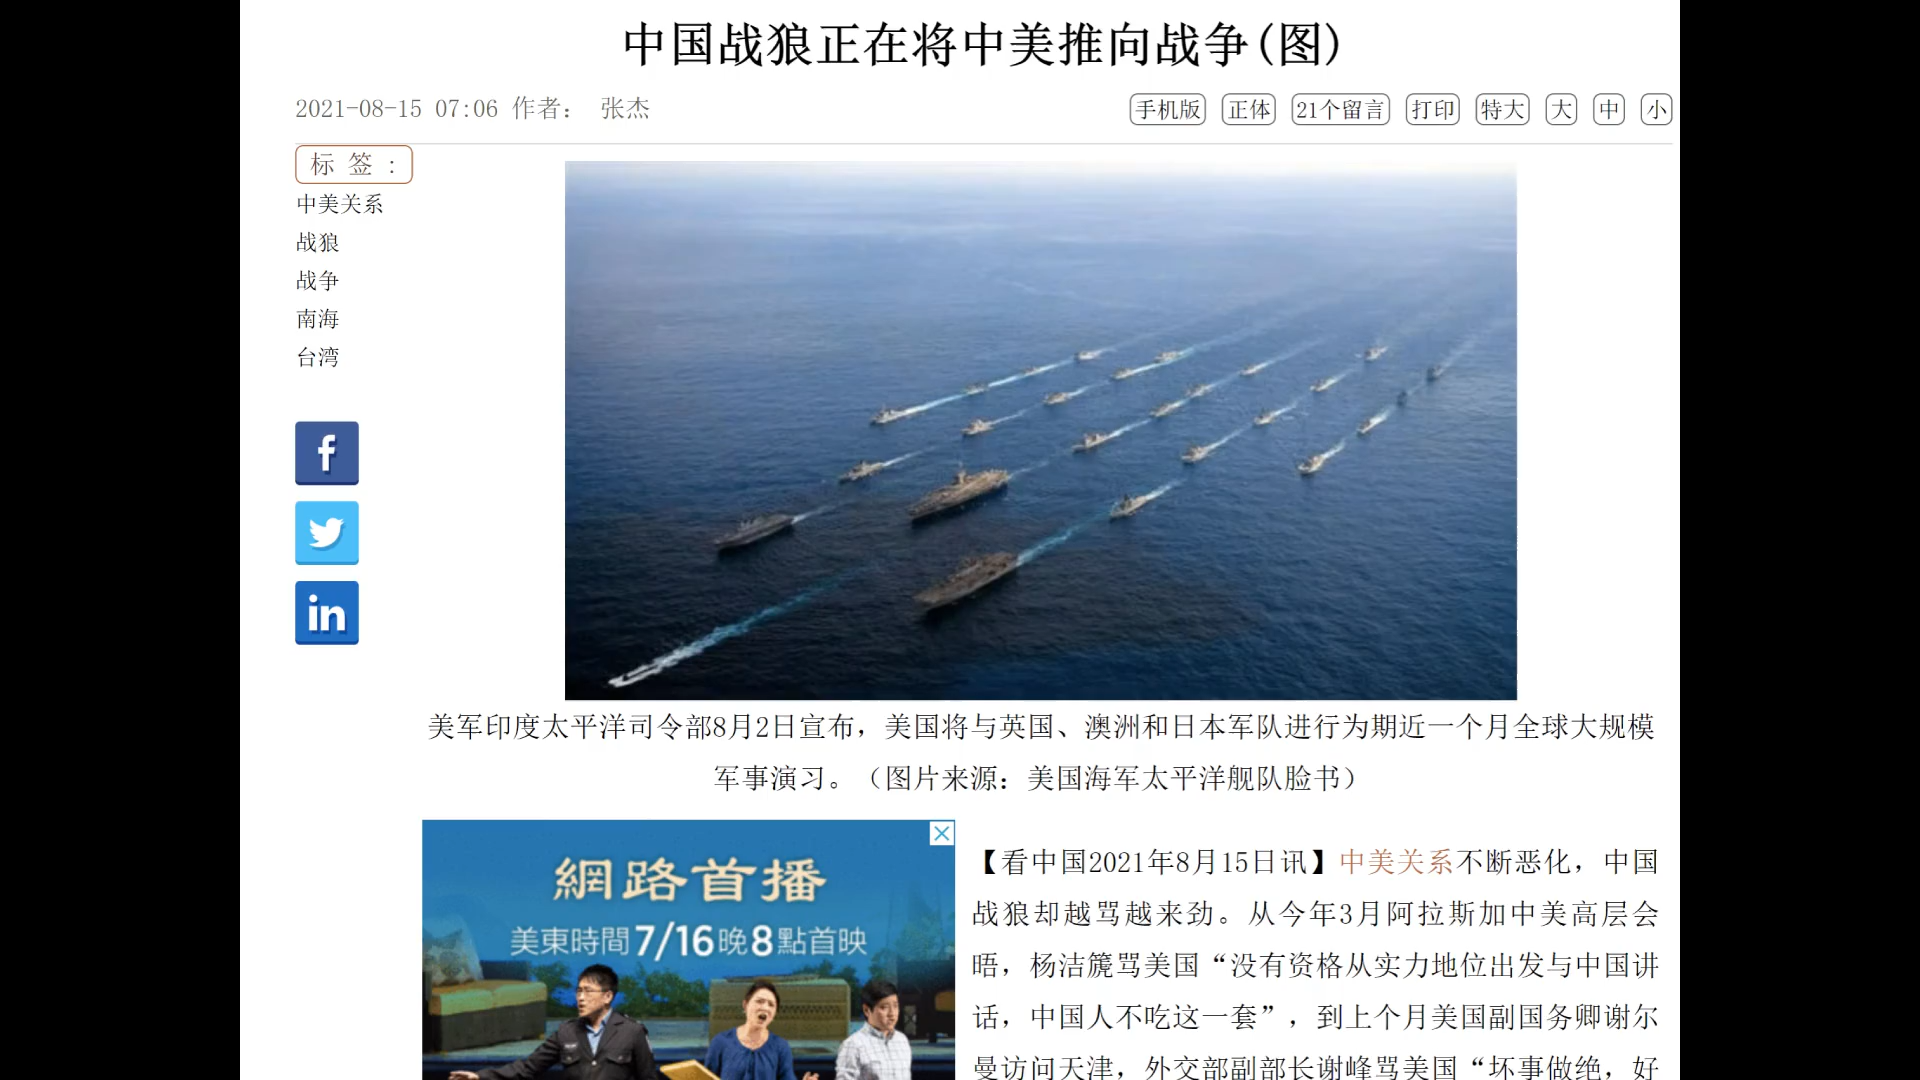 中国战狼正在将中美推向战争(图)
2021-08-15 07:06 作者： 张杰
手机版 正体 21个留言 打印 特大 大 中 小
标 签 :
中美关系
战狼
战争
南海
台湾
美军印度太平洋司令部8月2日宣布，美国将与英国、澳洲和日本军队进行为期近一个月全球大规模
军事演习。（图片来源：美国海军太平洋舰队脸书）
網路首播
美東時間7/16晚8點首映
【看中国2021年8月15日讯】中美关系不断恶化，中国
战狼却越骂越来劲。从今年3月阿拉斯加中美高层会
晤，杨洁篪骂美国“没有资格从实力地位出发与中国讲
话，中国人不吃这一套”，到上个月美国副国务卿谢尔
曼访问天津，外交部副部长谢峰骂美国“坏事做绝，好